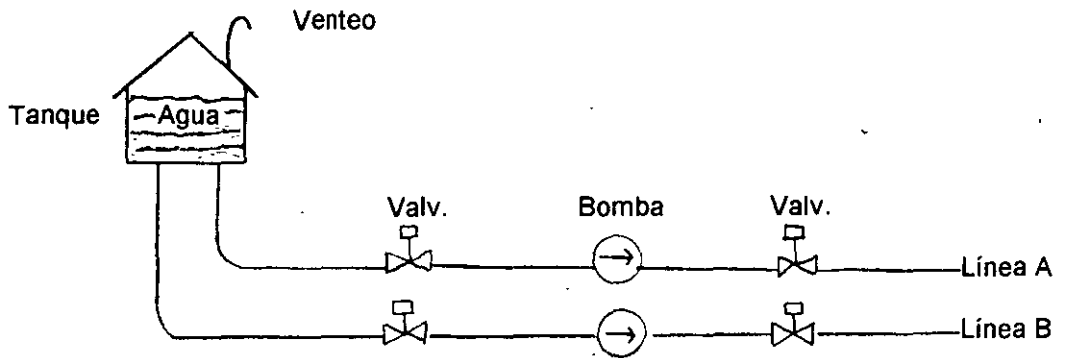 Venteo
Tanque
Agua
Valv.
Bomba
Valv.
Línea A
Línea B